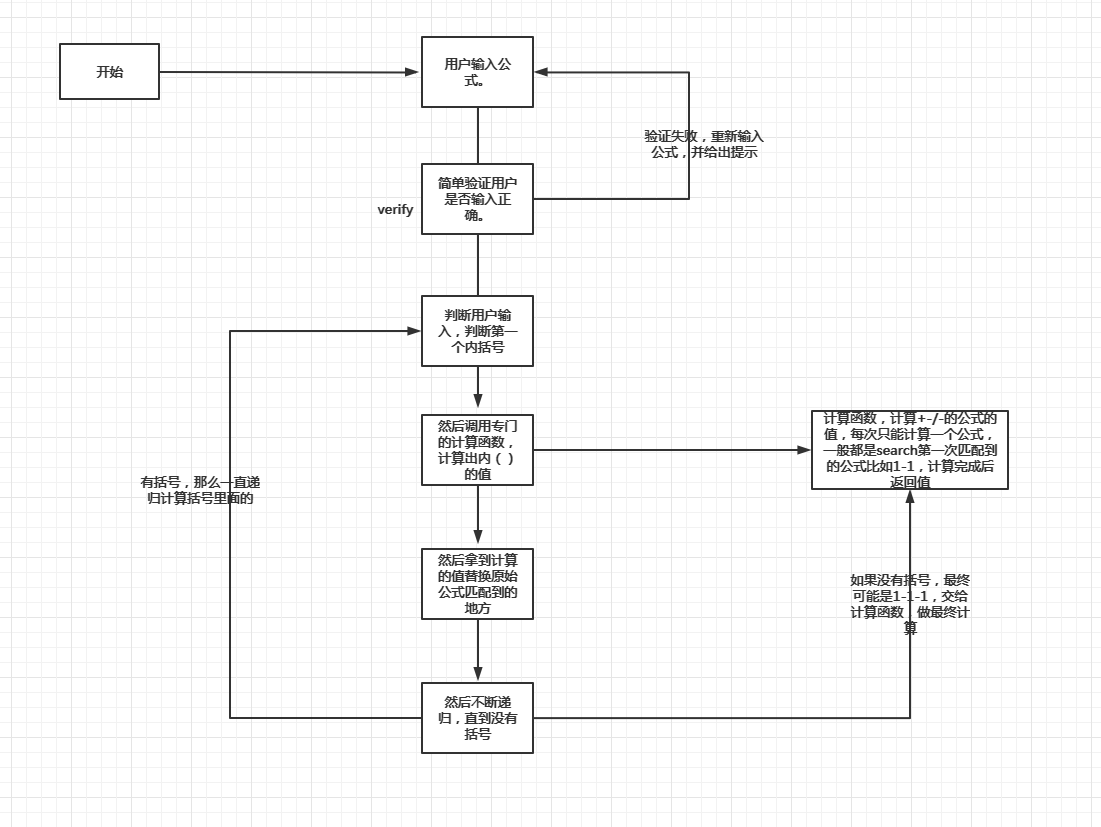 开始
用户输入公
式。
验证失败，重新输入
公式，并给出提示
简单验证用户
是否输入正
确。
verify
判断用户输
入，判断第一
个内括号
然后调用专门
的计算函数，
计算出内（ ）
的值
计算函数，计算+-/-的公式的
值，每次只能计算一个公式，
一般都是search第一次匹配到
的公式比如1-1，计算完成后
返回值
有括号，那么一直递
归计算括号里面的
然后拿到计算
的值替换原始
公式匹配到的
地方
如果没有括号，最终
可能是1-1-1，交给
计算函数，做最终计
算
然后不断递
归，直到没有
括号